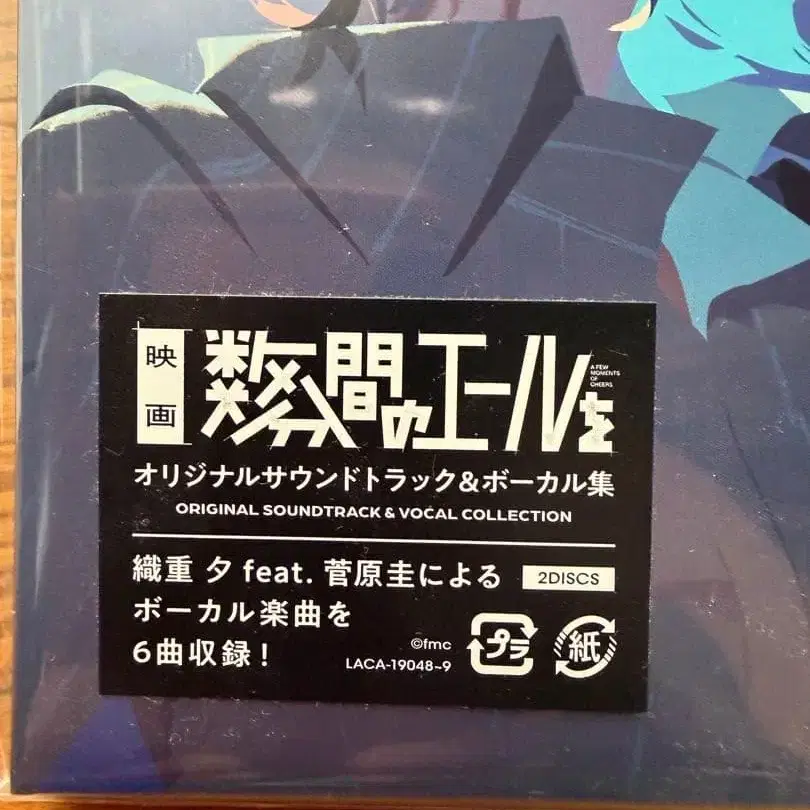 映画
数分間のエールを
A FEW
MOMENTS
OF
CHEERS
オリジナルサウンドトラック&ボーカル集
ORIGINAL SOUNDTRACK & VOCAL COLLECTION
織重 夕 feat. 菅原圭による
2DISCS
ボーカル楽曲を
6曲収録!
©fmc
LACA-19048~9
プラ
紙